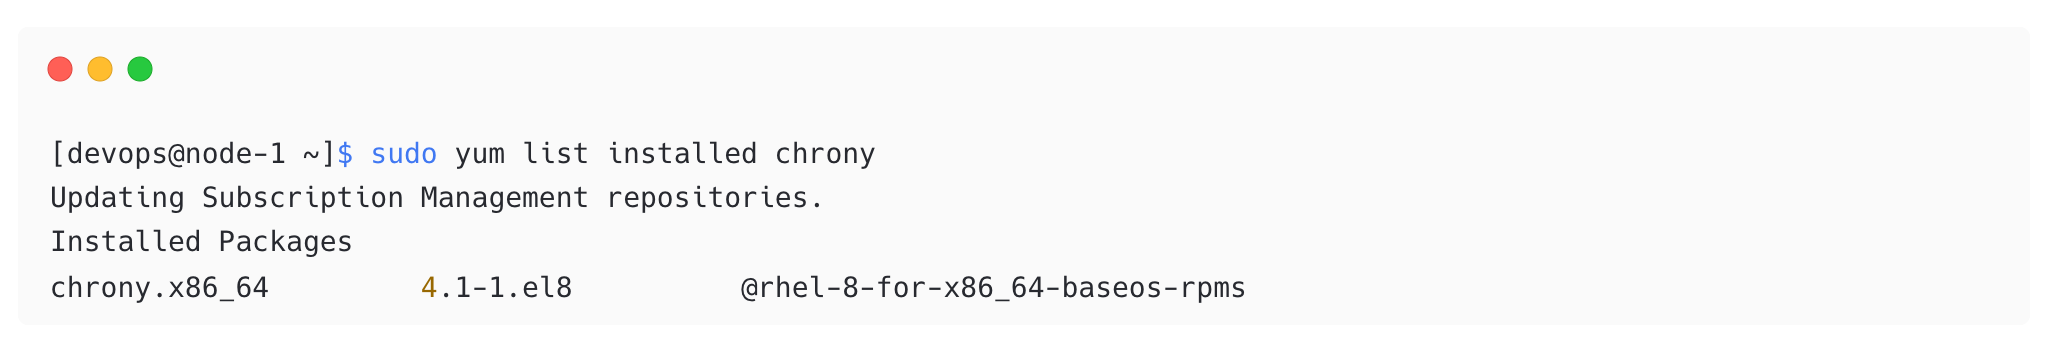 [devops@node-1 ~]$ sudo yum list installed chrony
Updating Subscription Management repositories.
Installed Packages
chrony.x86_64         4.1-1.el8          @rhel-8-for-x86_64-baseos-rpms